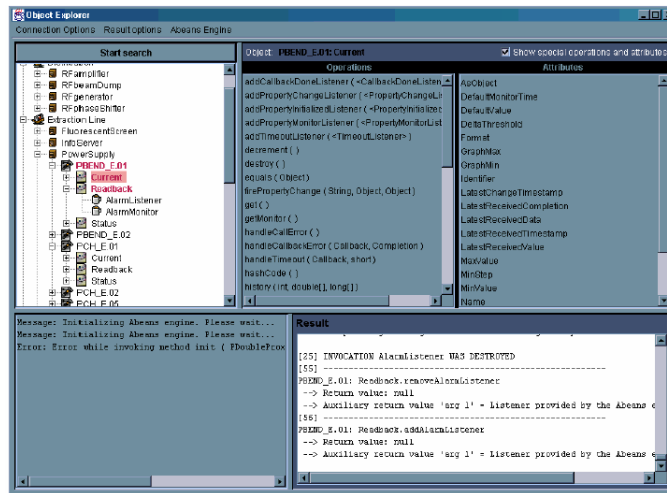 Object Explorer
Connection Options Result options Abeans Engine
Start search
RFamplifier
RFbeamDump
RFgenerator
RFphaseShifter
Extraction Line
FluorescentScreen
InfoServer
PowerSupply
PBEND_E.01
Current
Readback
AlarmListener
AlarmMonitor
Status
PBEND_E.02
PCH_E.01
Current
Readback
Status
PCH_E.02
PCH_E.05
Object: PBEND_E.01: Current
Show special operations and attributes
Operations
addCallbackDoneListener ( <CallbackDoneListen
addPropertyChangeListener ( <PropertyChangeLi
addPropertyInitializedListener ( <PropertyInitialize
addPropertyMonitorListener ( <PropertyMonitorList
addTimeoutListener ( <TimeoutListener> )
decrement ( )
destroy ( )
equals ( Object )
firePropertyChange ( String, Object, Object )
get ( )
getMonitor ( )
handleCallError ( )
handleCallbackError ( Callback, Completion )
handleTimeout ( Callback, short )
hashCode ( )
history ( int, double[], long[] )
Attributes
AsObject
DefaultMonitorTime
DefaultValue
DeltaThreshold
Format
GraphMax
GraphMin
Identifier
LatestChangeTimestamp
LatestReceivedCompletion
LatestReceivedData
LatestReceivedTimestamp
LatestReceivedValue
MaxValue
MinStep
MinValue
Name
Message: Initializing Abeans engine. Please wait...
Message: Initializing Abeans engine. Please wait...
Error: Error while invoking method init ( PDoubleProx
Result
[25] INVOCATION AlarmListener WAS DESTROYED
[55] ------------------------------------------------
PBEND_E.01: Readback.removeAlarmListener
--> Return value: null
--> Auxiliary return value 'arg 1' = Listener provided by the Abeans e
[56] ------------------------------------------------
PBEND_E.01: Readback.addAlarmListener
--> Return value: null
--> Auxiliary return value 'arg 1' = Listener provided by the Abeans e